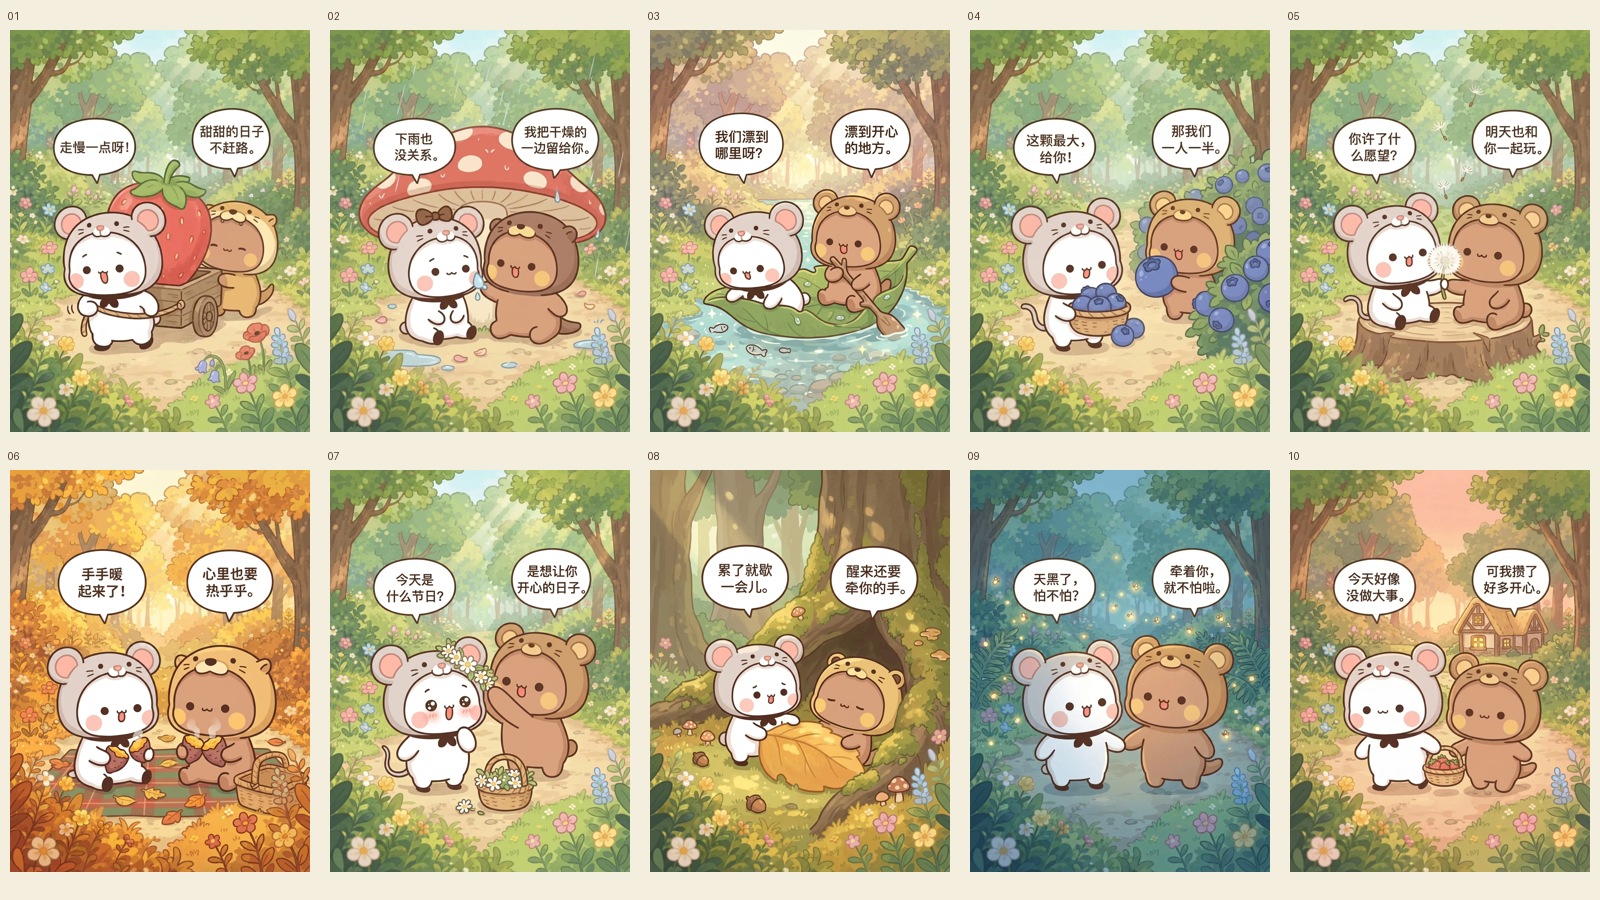 01
走慢一点呀！
甜甜的日子
不赶路。
02
下雨也
没关系。
我把干燥的
一边留给你。
03
我们漂到
哪里呀？
漂到开心
的地方。
04
这颗最大，
给你！
那我们
一人一半。
05
你许了什
么愿望？
明天也和
你一起玩。
06
手手暖
起来了！
心里也要
热乎乎。
07
今天是
什么节日？
是想让你
开心的日子。
08
累了就歇
一会儿。
醒来还要
牵你的手。
09
天黑了，
怕不怕？
牵着你，
就不怕啦。
10
今天好像
没做大事。
可我攒了
好多开心。